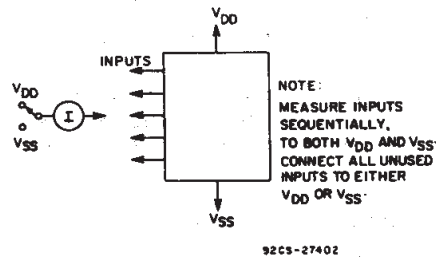 VDD
INPUTS
VDD
I
VSS
NOTE:
MEASURE INPUTS
SEQUENTIALLY,
TO BOTH VDD AND VSS.
CONNECT ALL UNUSED
INPUTS TO EITHER
VDD OR VSS.
VSS
92CS-27402